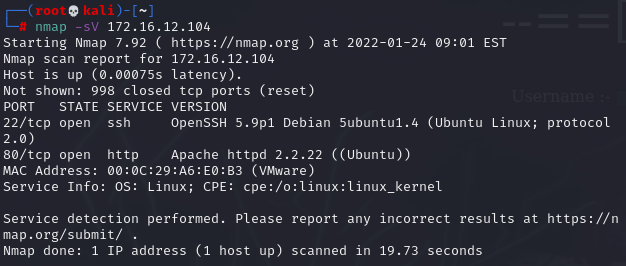 ┌──(root💀kali)-[~]
└─# nmap -sV 172.16.12.104
Starting Nmap 7.92 ( https://nmap.org ) at 2022-01-24 09:01 EST
Nmap scan report for 172.16.12.104
Host is up (0.00075s latency).
Not shown: 998 closed tcp ports (reset)
Username :-
PORT   STATE SERVICE VERSION
22/tcp open  ssh     OpenSSH 5.9p1 Debian 5ubuntu1.4 (Ubuntu Linux; protocol
2.0)
80/tcp open  http    Apache httpd 2.2.22 ((Ubuntu))
MAC Address: 00:0C:29:A6:E0:B3 (VMware)
Service Info: OS: Linux; CPE: cpe:/o:linux:linux_kernel

Service detection performed. Please report any incorrect results at https://n
map.org/submit/ .
Nmap done: 1 IP address (1 host up) scanned in 19.73 seconds